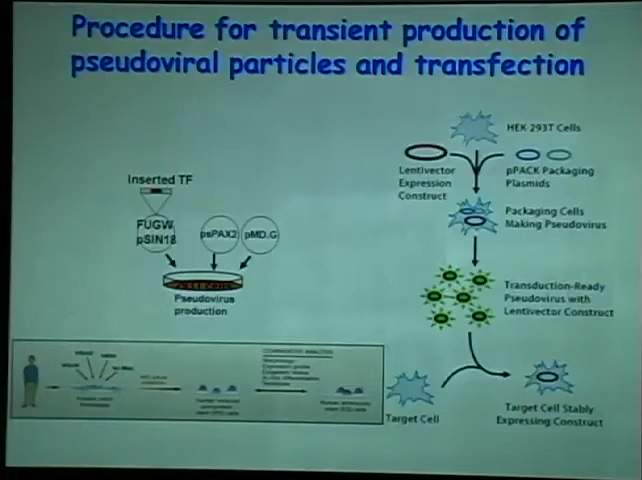 Procedure for transient production of
pseudoviral particles and transfection
HEK 293T Cells
Lentivector
Expression
Construct
pPACK Packaging
Plasmids
Inserted TF
FUGW
pSIN18
psPAX2
pMD.G
Packaging Cells
Making Pseudovirus
Pseudovirus
production
Transduction-Ready
Pseudovirus with
Lentivector Construct
COMPARATIVE ANALYSIS
Target Cell
Target Cell Stably
Expressing Construct